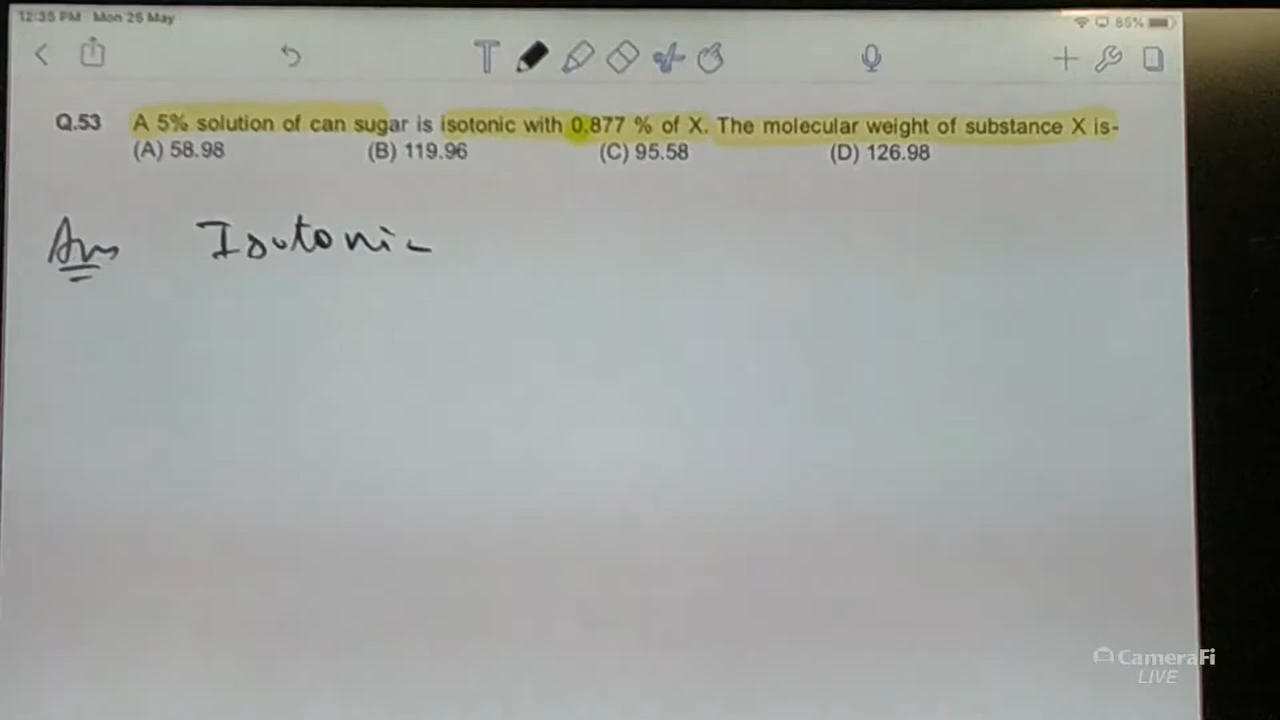 12:35 PM Mon 25 May
85%
T
Q.53 A 5% solution of can sugar is isotonic with 0.877 % of X. The molecular weight of substance X is-
(A) 58.98 (B) 119.96 (C) 95.58 (D) 126.98
Ans Isotonic
CameraFi
LIVE